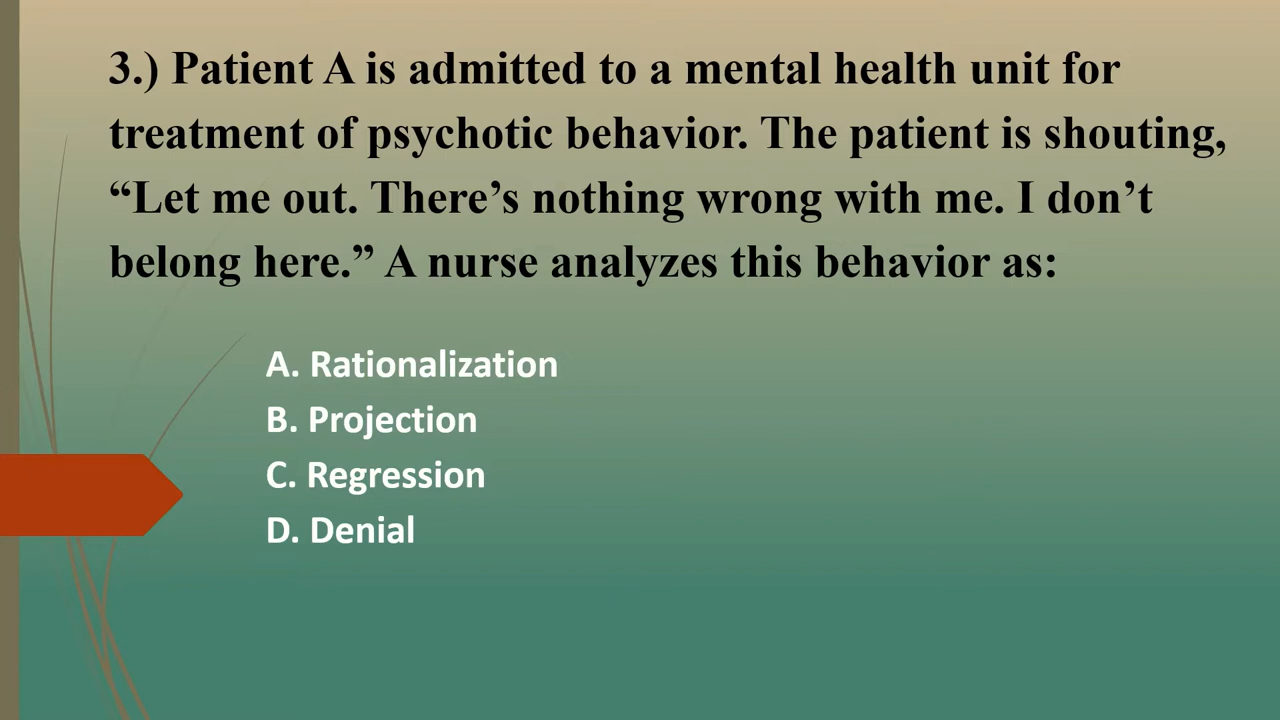 3.) Patient A is admitted to a mental health unit for
treatment of psychotic behavior. The patient is shouting,
“Let me out. There’s nothing wrong with me. I don’t
belong here.” A nurse analyzes this behavior as:
A. Rationalization
B. Projection
C. Regression
D. Denial